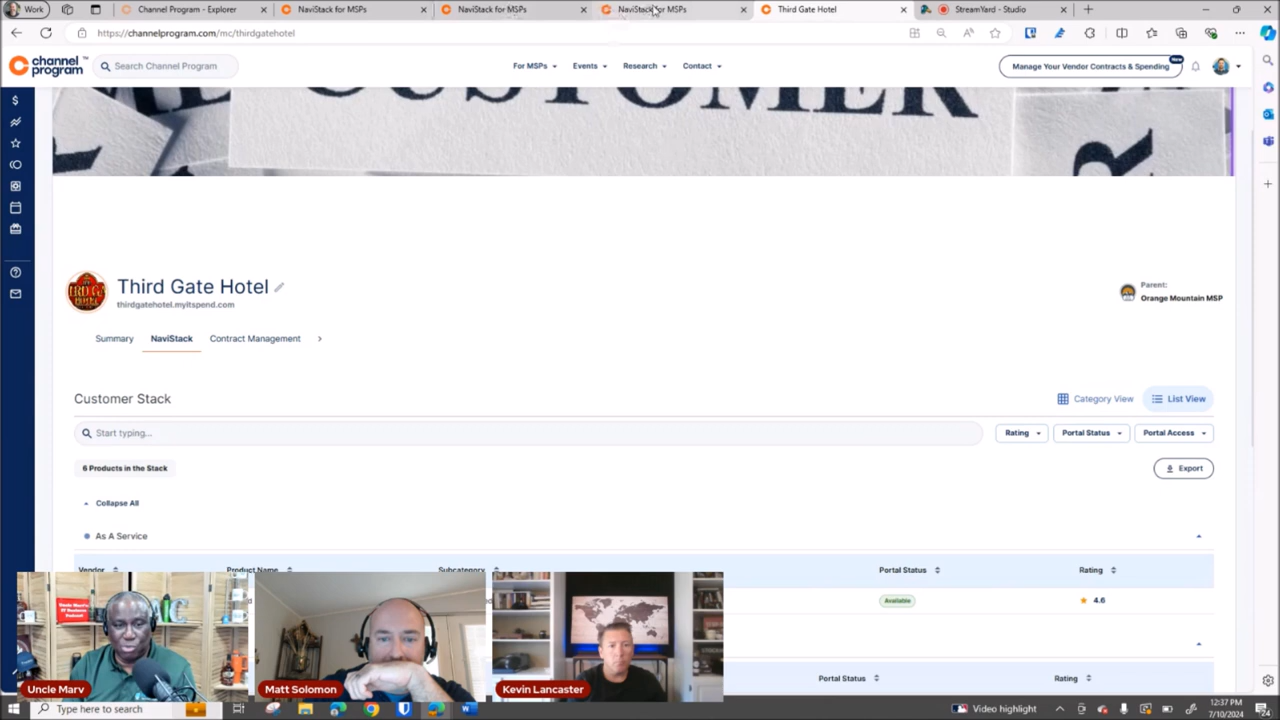 Work
Channel Program - Explorer
NaviStack for MSPs
NaviStack for MSPs
NaviStack for MSPs
Third Gate Hotel
StreamYard - Studio
https://channelprogram.com/mc/thirdgatehotel
channel program
Search Channel Program
For MSPs
Events
Research
Contact
Manage Your Vendor Contracts & Spending
New
CUSTOMER
Third Gate Hotel
thirdgatehotel.myitspend.com
Parent:
Orange Mountain MSP
Summary
NaviStack
Contract Management
Customer Stack
Category View
List View
Start typing...
Rating
Portal Status
Portal Access
6 Products in the Stack
Export
Collapse All
As A Service
Vendor
Product Name
Subcategory
Portal Status
Rating
Available
4.6
Portal Status
Rating
Uncle Marv
Matt Solomon
Kevin Lancaster
Type here to search
Video highlight
12:37 PM
7/10/2024